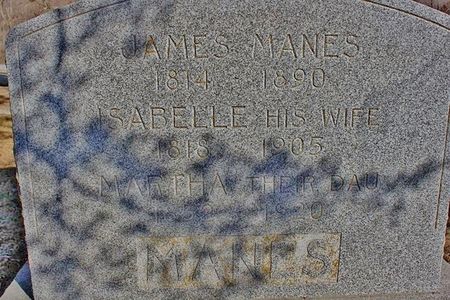 JAMES MANES
1814 1890
ISABELLE HIS WIFE
1818 1905
MARTHA THEIR DAU
MANES